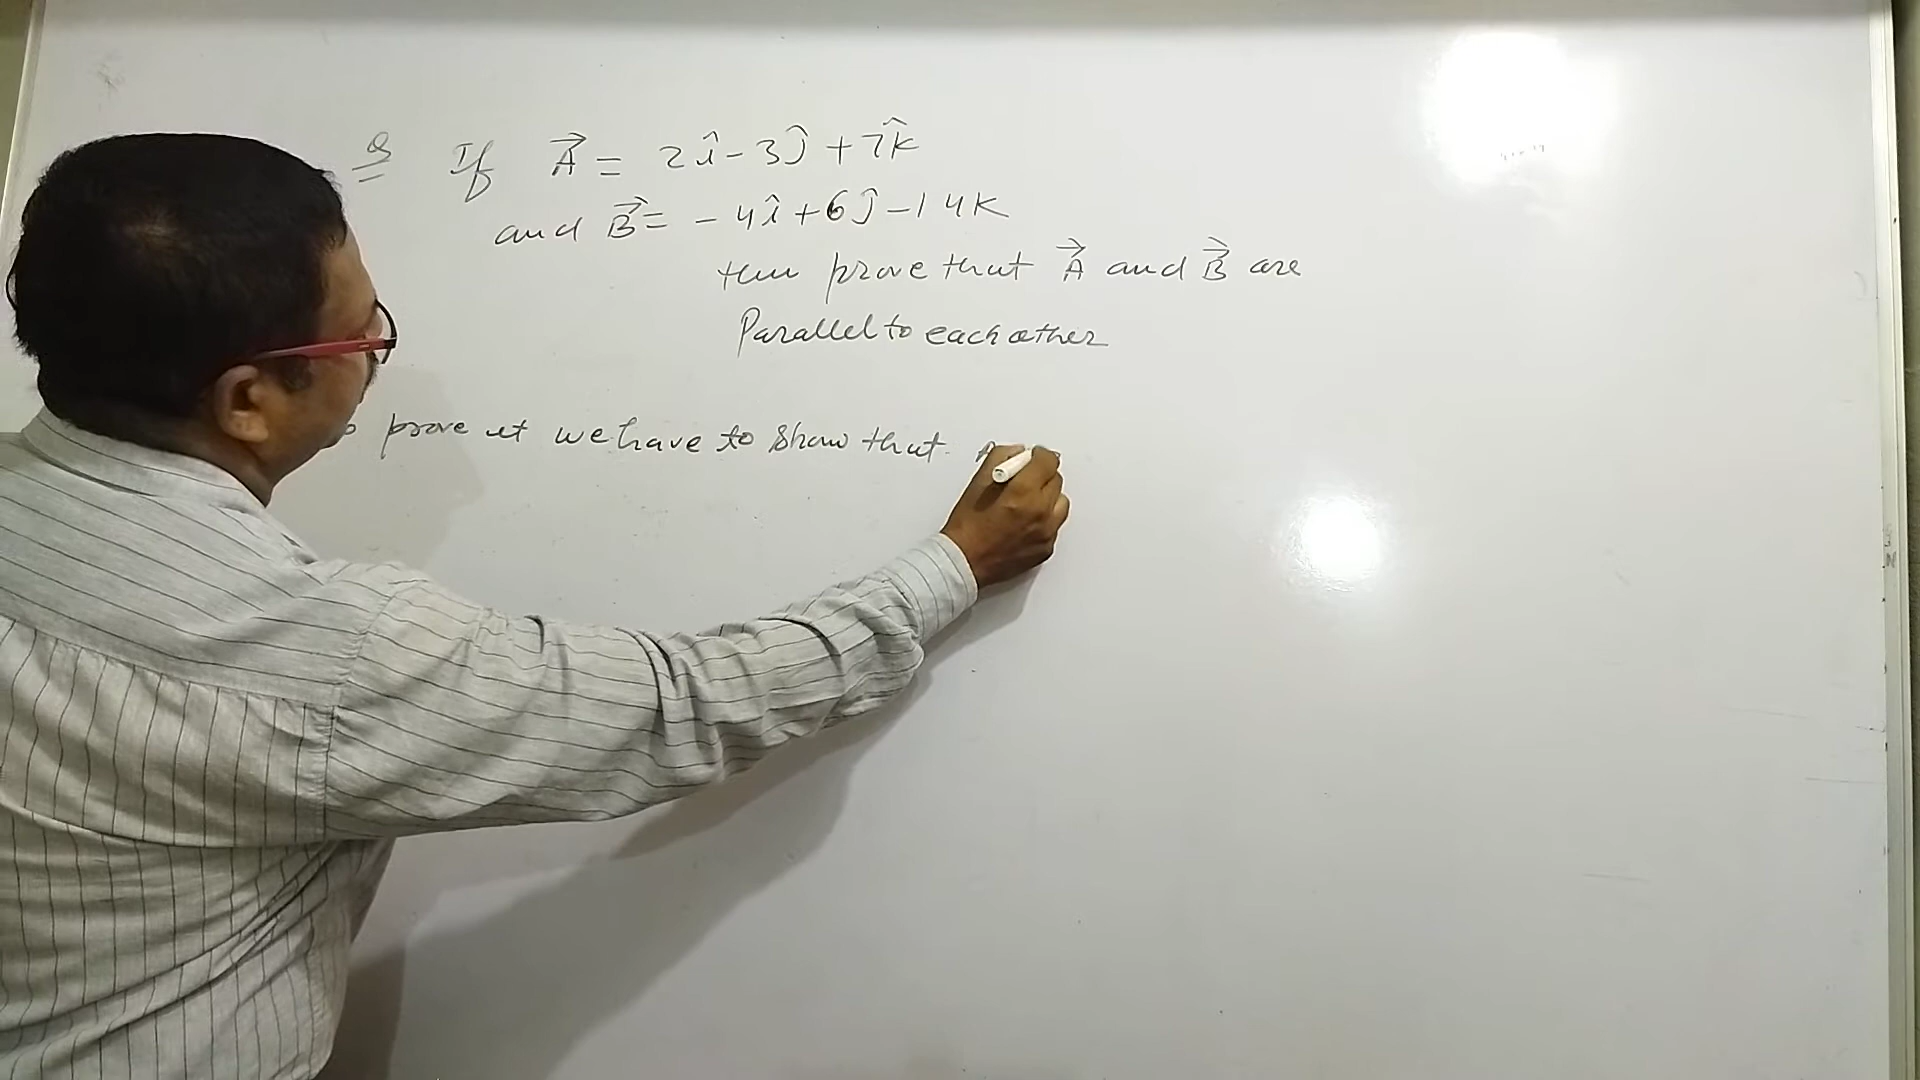 Q If A⃗ = 2î - 3ĵ + 7k̂
and B⃗ = - 4î + 6ĵ - 14k
then prove that A⃗ and B⃗ are
Parallel to each other
prove it we have to show that A